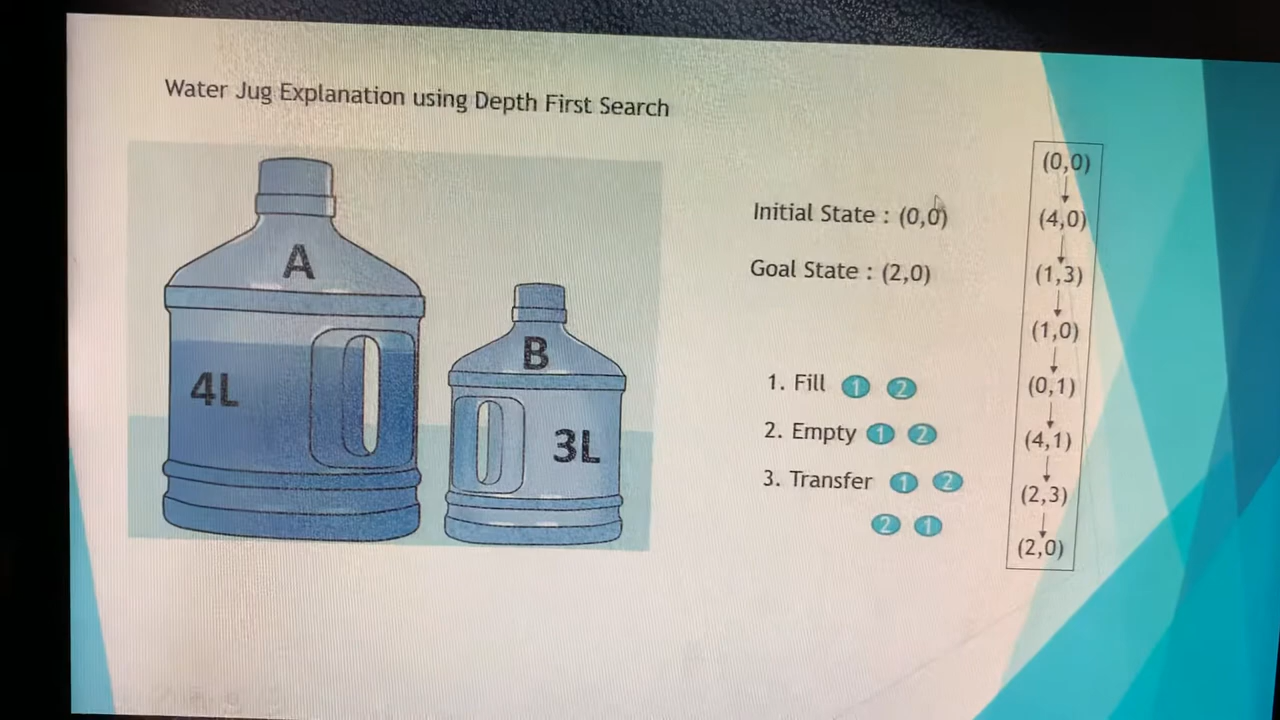 Water Jug Explanation using Depth First Search
A
4L
B
3L
Initial State : (0,0)
Goal State : (2,0)
1. Fill 1 2
2. Empty 1 2
3. Transfer 1 2
2 1
(0,0)
(4,0)
(1,3)
(1,0)
(0,1)
(4,1)
(2,3)
(2,0)